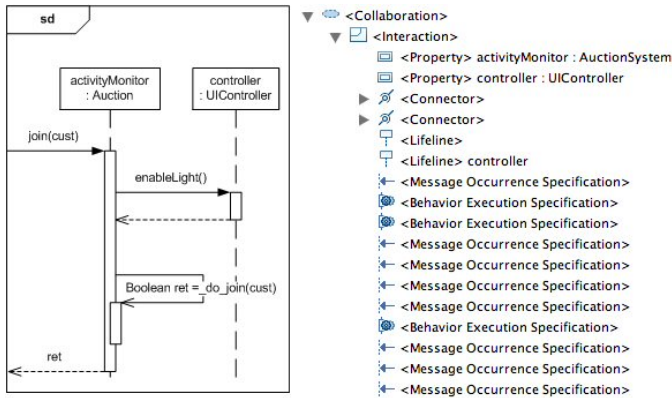 sd
activityMonitor
: Auction
controller
: UIController
join(cust)
enableLight()
Boolean ret =_do_join(cust)
ret
<Collaboration>
<Interaction>
<Property> activityMonitor : AuctionSystem
<Property> controller : UIController
<Connector>
<Connector>
<Lifeline>
<Lifeline> controller
<Message Occurrence Specification>
<Behavior Execution Specification>
<Behavior Execution Specification>
<Message Occurrence Specification>
<Message Occurrence Specification>
<Message Occurrence Specification>
<Message Occurrence Specification>
<Behavior Execution Specification>
<Message Occurrence Specification>
<Message Occurrence Specification>
<Message Occurrence Specification>